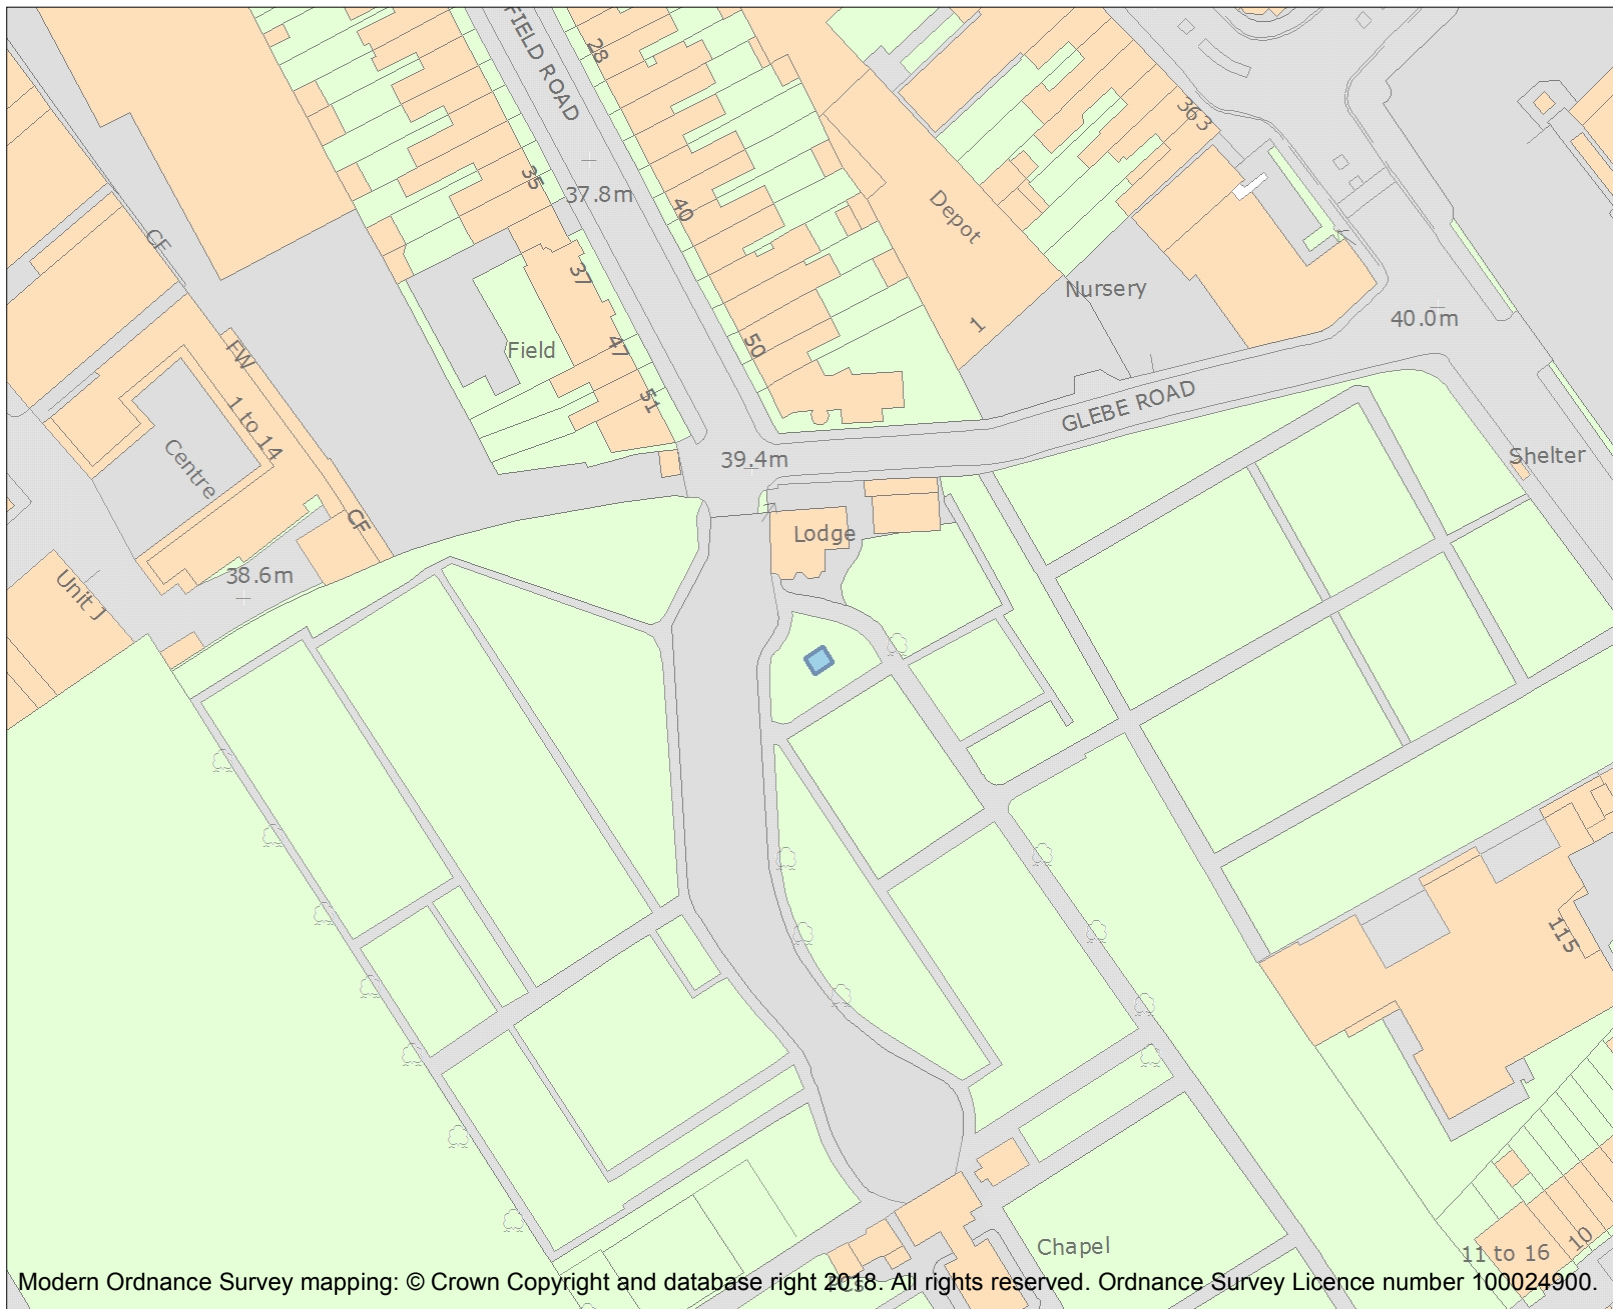 FIELD ROAD
28
363
35
37.8m
40
Depot
CF
37
Nursery
1
40.0m
50
47
Field
FW
51
GLEBE ROAD
1 to 14
Centre
39.4m
Shelter
CF
Lodge
38.6m
Unit J
115
Chapel
10
11 to 16
Modern Ordnance Survey mapping: © Crown Copyright and database right 2018. All rights reserved. Ordnance Survey Licence number 100024900.